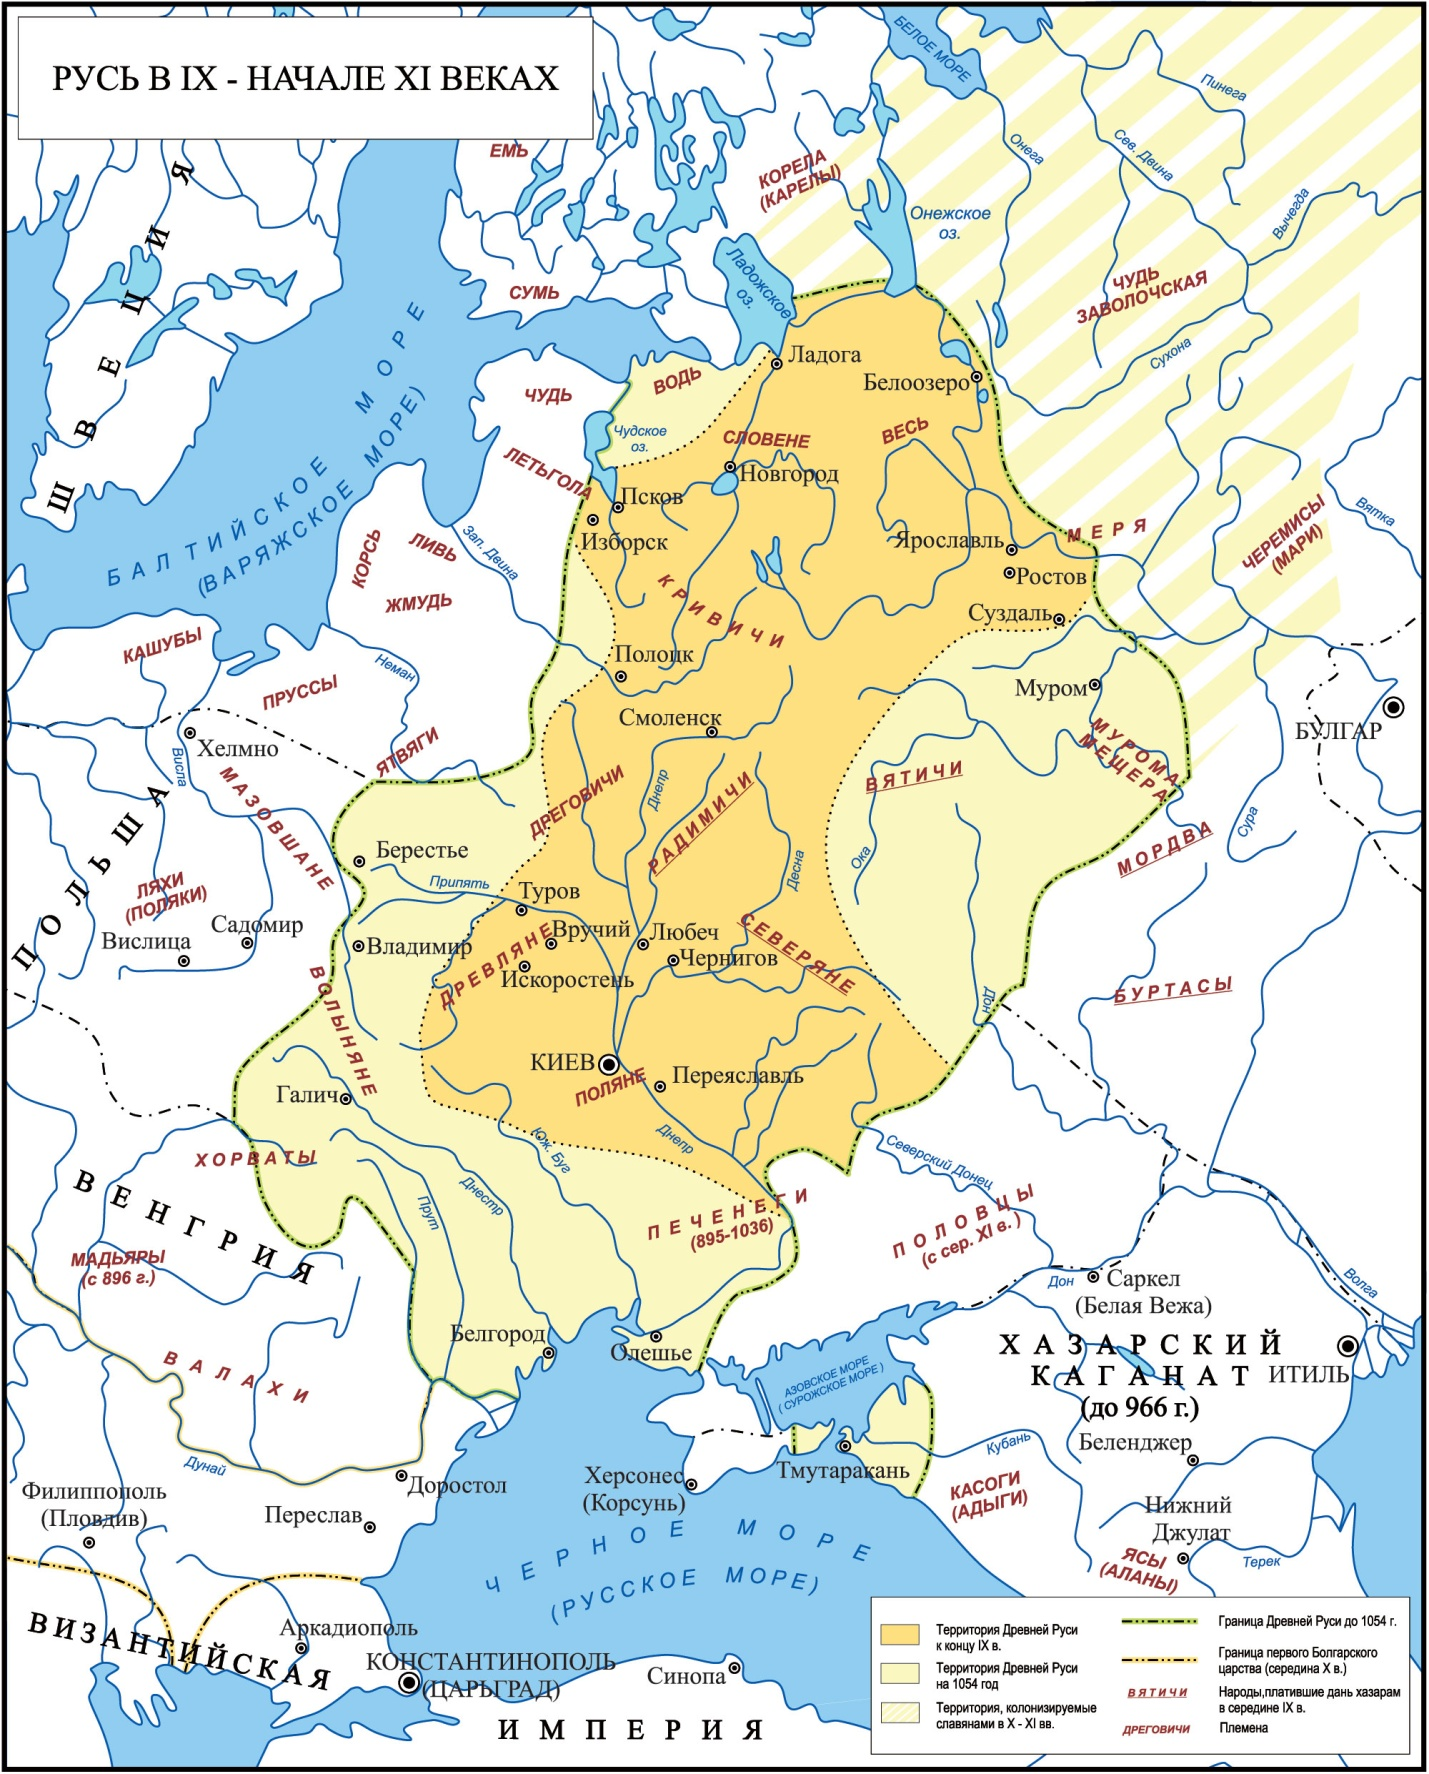 РУСЬ В IX - НАЧАЛЕ XI ВЕКАХ
БЕЛОЕ МОРЕ
Пинега
ЕМЬ
КОРЕЛА
(КАРЕЛЫ)
Онега
Сев. Двина
Вычегда
Онежское
оз.
ШВЕЦИЯ
Ладожское
оз.
СУМЬ
ЧУДЬ
ЗАВОЛОЧСКАЯ
Сухона
Ладога
Белоозеро
ВОДЬ
ЧУДЬ
Чудское
оз.
СЛОВЕНЕ
ВЕСЬ
Новгород
ЛЕТЬГОЛА
Псков
Изборск
БАЛТИЙСКОЕ МОРЕ
(ВАРЯЖСКОЕ МОРЕ)
Зап. Двина
КОРСЬ
ЛИВЬ
ЖМУДЬ
Ярославль
МЕРЯ
ЧЕРЕМИСЫ
(МАРИ)
Вятка
Ростов
Суздаль
КРИВИЧИ
КАШУБЫ
ПРУССЫ
Неман
Полоцк
Муром
БУЛГАР
Смоленск
Хелмно
Висла
ЯТВЯГИ
МУРОМА
МЕЩЕРА
ВЯТИЧИ
МАЗОВШАНЕ
ДРЕГОВИЧИ
Днепр
РАДИМИЧИ
ПОЛЬША
Сура
МОРДВА
Берестье
Ока
Десна
ЛЯХИ
(ПОЛЯКИ)
Припять
Туров
Садомир
Вислица
Владимир
Вручий
Любеч
Чернигов
СЕВЕРЯНЕ
ДРЕВЛЯНЕ
Искоростень
ВОЛЫНЯНЕ
Дон
БУРТАСЫ
КИЕВ
ПОЛЯНЕ
Переяславль
Галич
ХОРВАТЫ
Юж. Буг
Днепр
Северский Донец
ВЕНГРИЯ
Днестр
Прут
ПЕЧЕНЕГИ
(895-1036)
ПОЛОВЦЫ
(с сер. XI в. )
МАДЬЯРЫ
(с 896 г.)
Дон
Саркел
(Белая Вежа)
Волга
Белгород
Олешье
ХАЗАРСКИЙ
КАГАНАТ
(до 966 г.)
ИТИЛЬ
ВАЛАХИ
АЗОВСКОЕ МОРЕ
( СУРОЖСКОЕ МОРЕ)
Дунай
Доростол
Херсонес
(Корсунь)
Тмутаракань
Кубань
Беленджер
КАСОГИ
(АДЫГИ)
Филиппополь
(Пловдив)
Переслав
Нижний
Джулат
ЧЕРНОЕ МОРЕ
(РУССКОЕ МОРЕ)
ЯСЫ
(АЛАНЫ)
Терек
ВИЗАНТИЙСКАЯ
Аркадиополь
КОНСТАНТИНОПОЛЬ
(ЦАРЬГРАД)
Синопа
ИМПЕРИЯ
Территория Древней Руси
к концу IX в.
Территория Древней Руси
на 1054 год
Территория, колонизируемые
славянами в X - XI вв.
Граница Древней Руси до 1054 г.
Граница первого Болгарского
царства (середина X в.)
ВЯТИЧИ
Народы,платившие дань хазарам
в середине IX в.
ДРЕГОВИЧИ
Племена